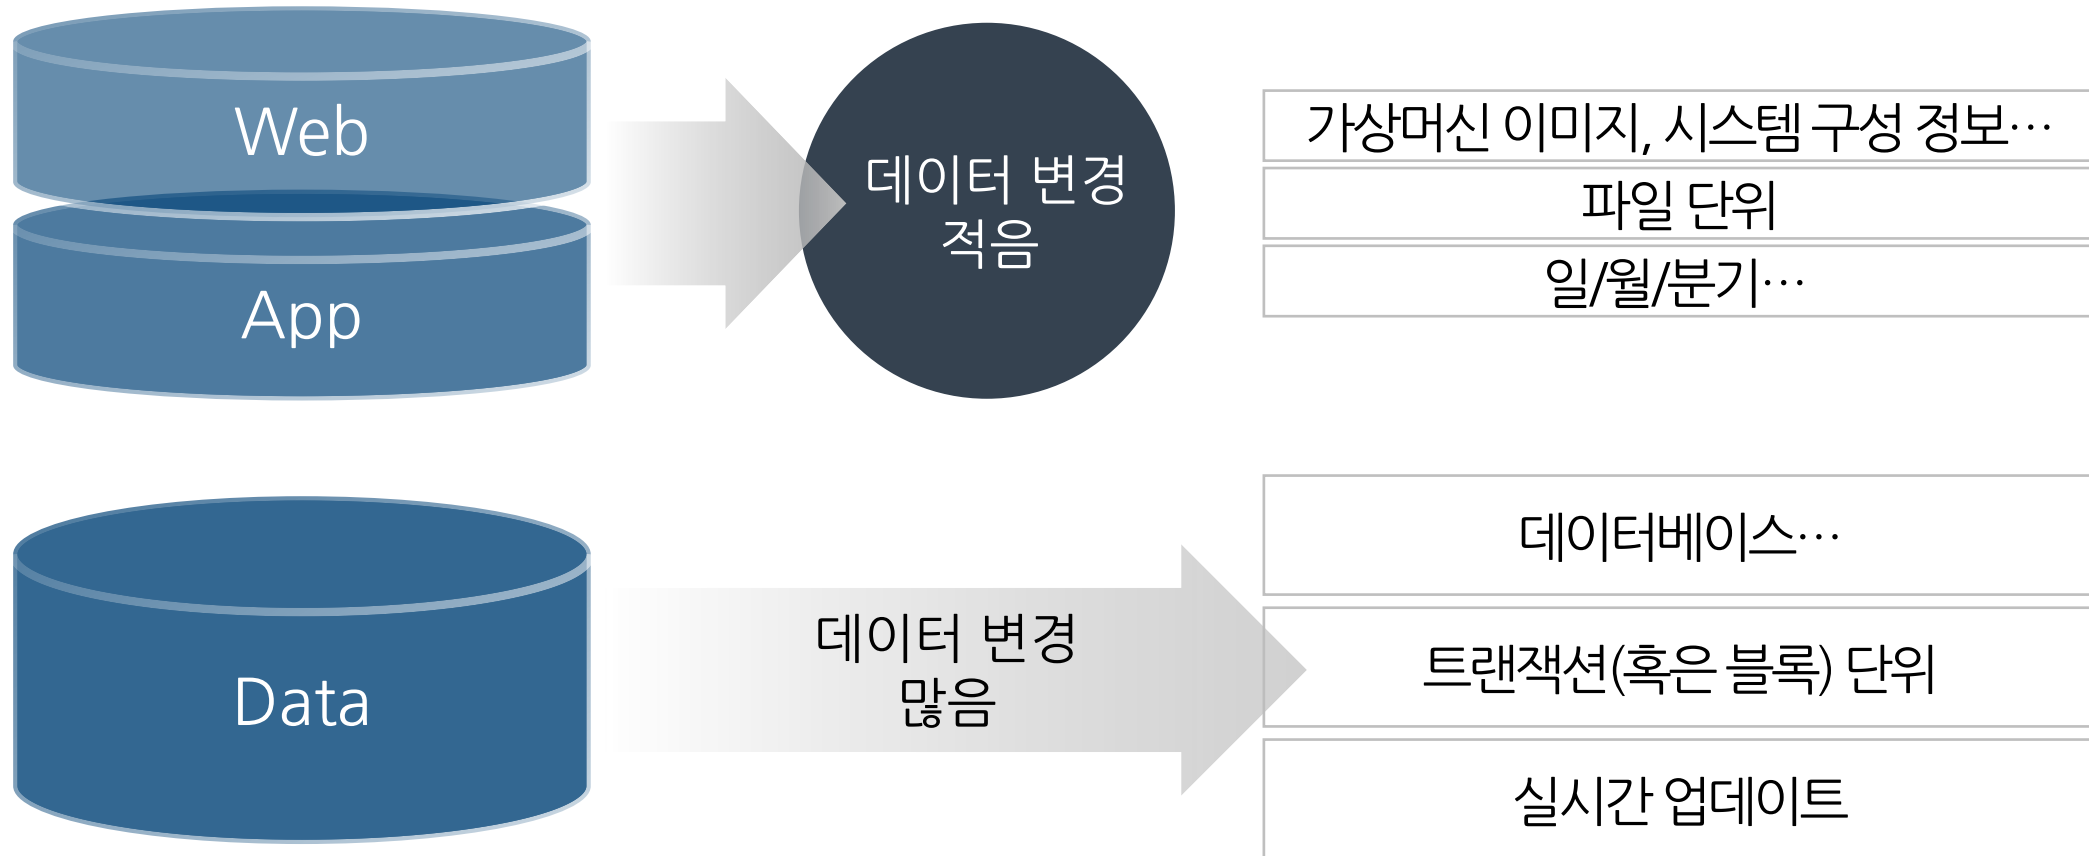 Web
App
데이터 변경
적음
가상머신 이미지, 시스템 구성 정보…
파일 단위
일/월/분기…
Data
데이터 변경
많음
데이터베이스…
트랜잭션(혹은 블록) 단위
실시간 업데이트